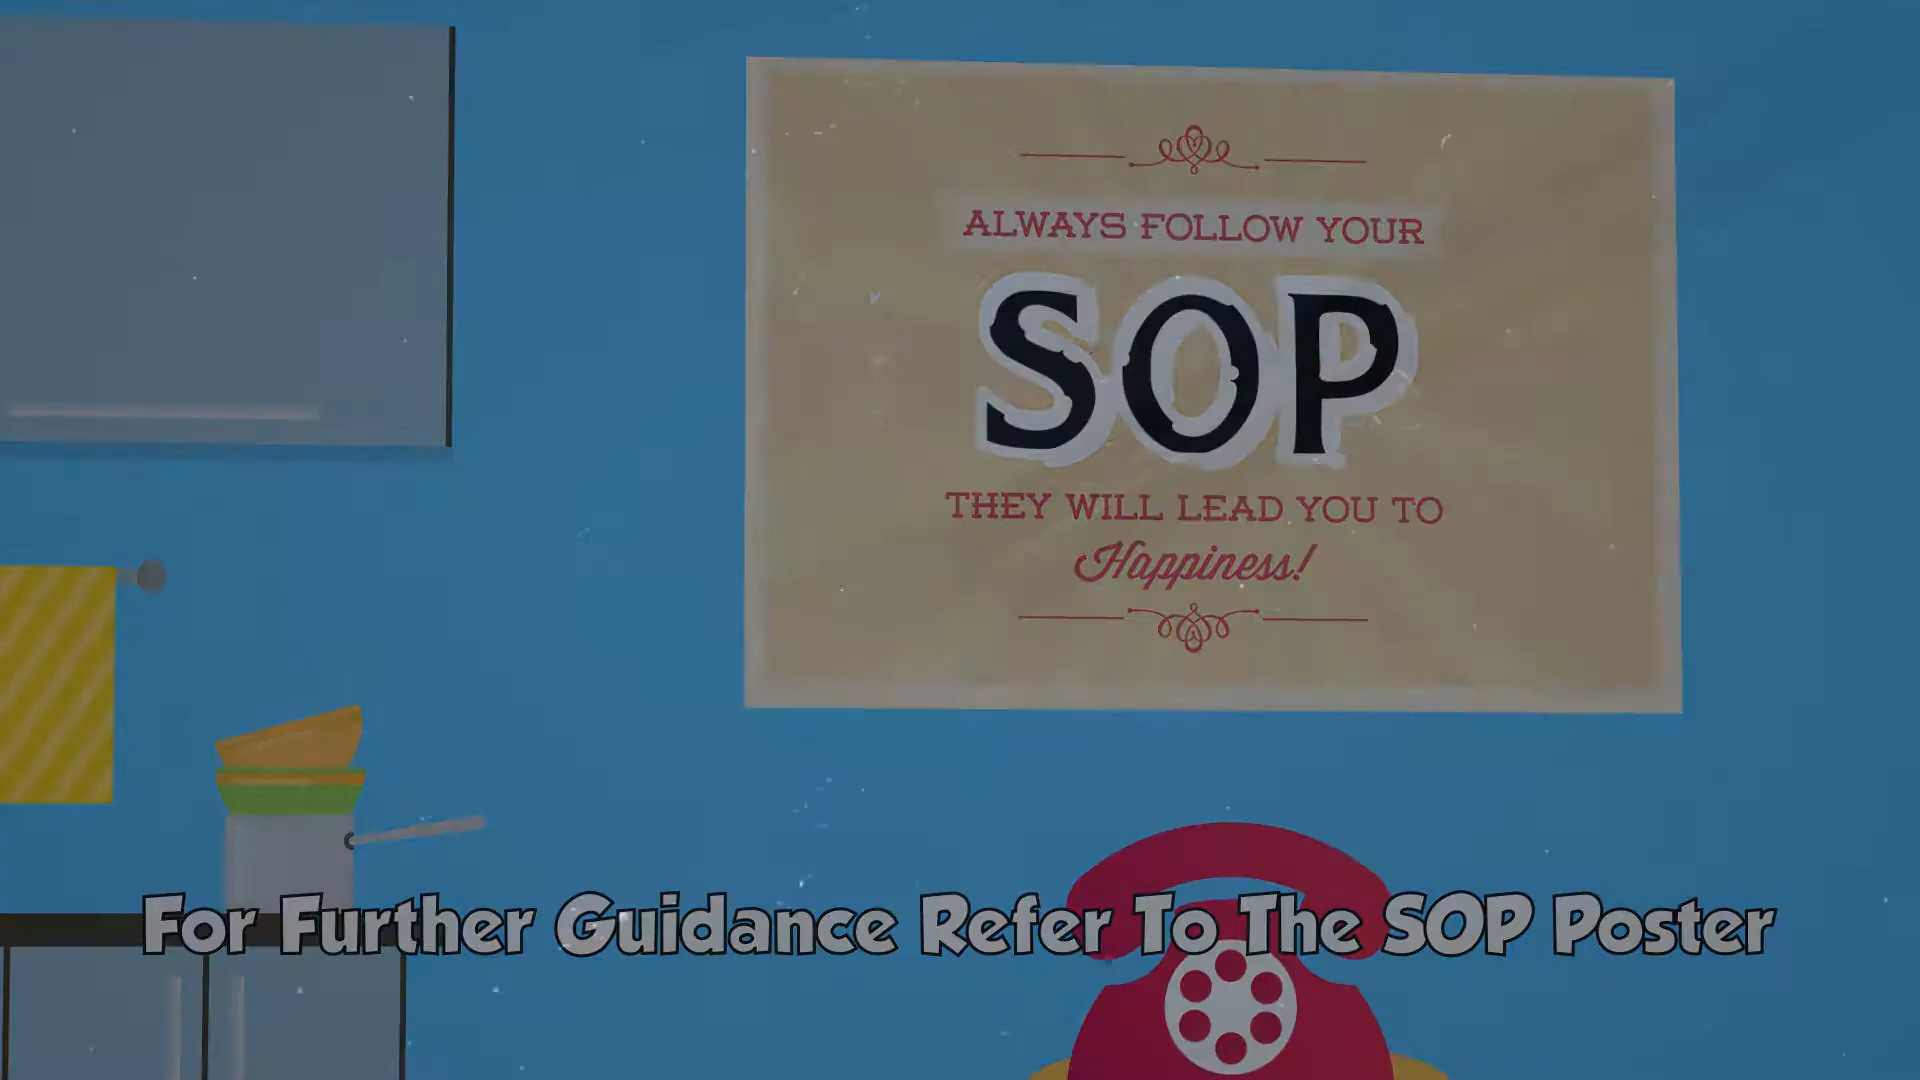 ALWAYS FOLLOW YOUR
SOP
THEY WILL LEAD YOU TO
Happiness!
For Further Guidance Refer To The SOP Poster